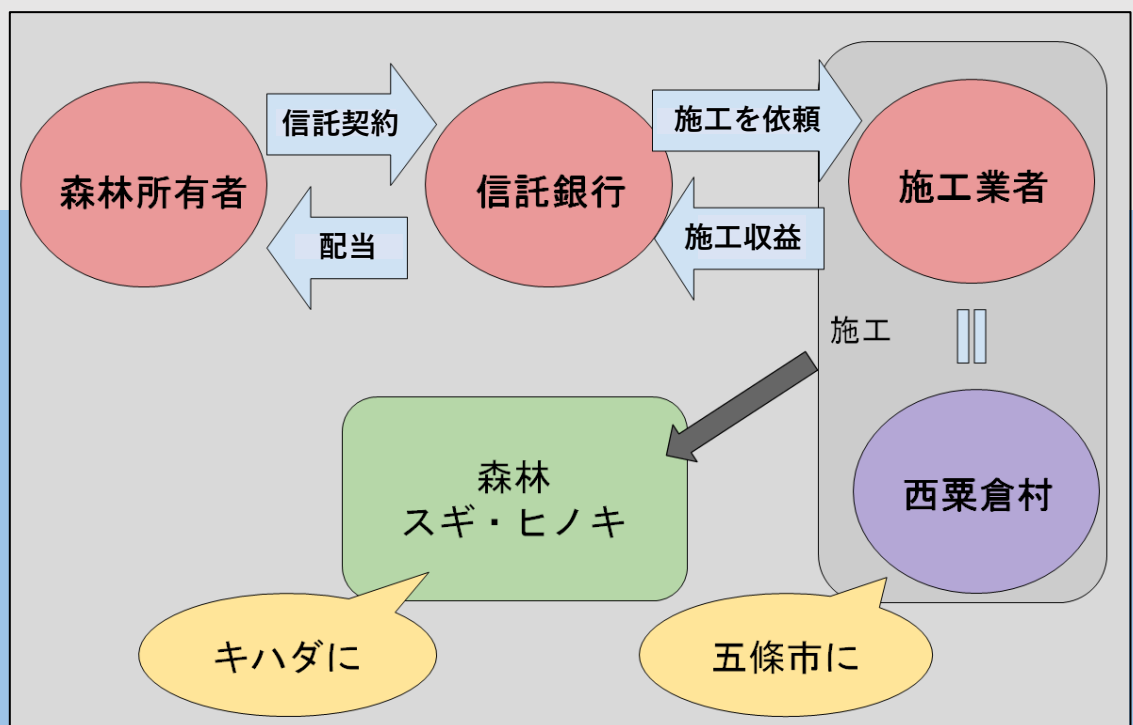 信託契約
施工を依頼
森林所有者
信託銀行
施工業者
配当
施工収益
施工
森林
スギ・ヒノキ
西粟倉村
キハダに
五條市に